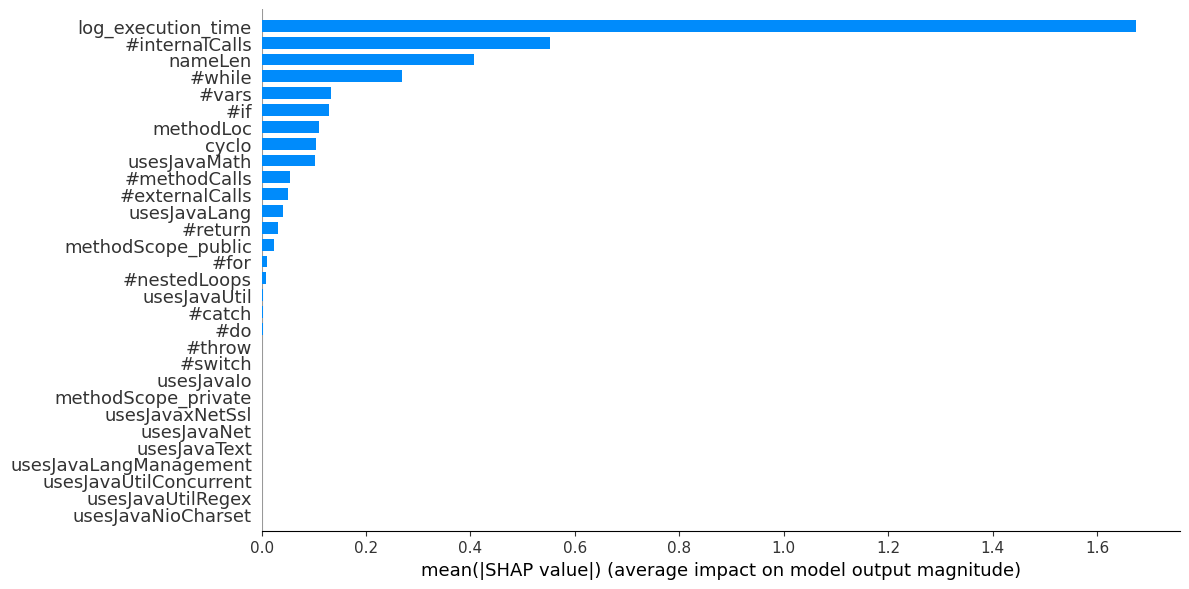 log_execution_time
#internalCalls
nameLen
#while
#vars
#if
methodLoc
cyclo
usesJavaMath
#methodCalls
#externalCalls
usesJavaLang
#return
methodScope_public
#for
#nestedLoops
usesJavaUtil
#catch
#do
#throw
#switch
usesJavaIo
methodScope_private
usesJavaxNetSsl
usesJavaNet
usesJavaText
usesJavaLangManagement
usesJavaUtilConcurrent
usesJavaUtilRegex
usesJavaNioCharset
0.0 0.2 0.4 0.6 0.8 1.0 1.2 1.4 1.6
mean(|SHAP value|) (average impact on model output magnitude)